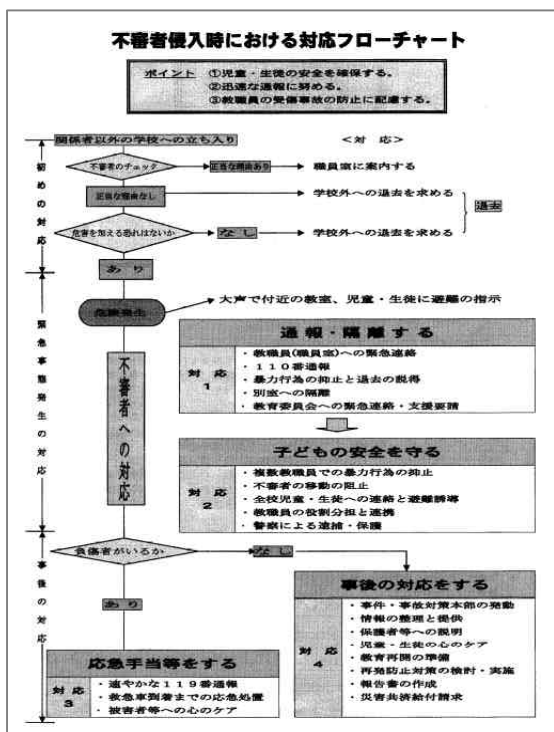 不審者侵入時における対応フローチャート
ポイント ①児童・生徒の安全を確保する。
②迅速な通報に努める。
③教職員の受傷事故の防止に配慮する。
関係者以外の学校への立ち入り
<対 応>
初めの対応
不審者のチェック
正当な理由あり
職員室に案内する
正当な理由なし
学校外への退去を求める
退去
危害を加える恐れはないか
なし
学校外への退去を求める
あり
緊急事態発生の対応
危険発生
大声で付近の教室、児童・生徒に避難の指示
不審者への対応
通報・隔離する
対応1
・教職員(職員室)への緊急連絡
・110番通報
・暴力行為の抑止と退去の説得
・別室への隔離
・教育委員会への緊急連絡・支援要請
子どもの安全を守る
対応2
・複数教職員での暴力行為の抑止
・不審者の移動の阻止
・全校児童・生徒への連絡と避難誘導
・教職員の役割分担と連携
・警察による逮捕・保護
事後の対応
負傷者がいるか
なし
あり
事後の対応をする
対応4
・事件・事故対策本部の発動
・情報の整理と提供
・保護者等への説明
・児童・生徒の心のケア
・教育再開の準備
・再発防止対策の検討・実施
・報告書の作成
・災害共済給付請求
応急手当等をする
対応3
・速やかな119番通報
・救急車到着までの応急処置
・被害者等への心のケア